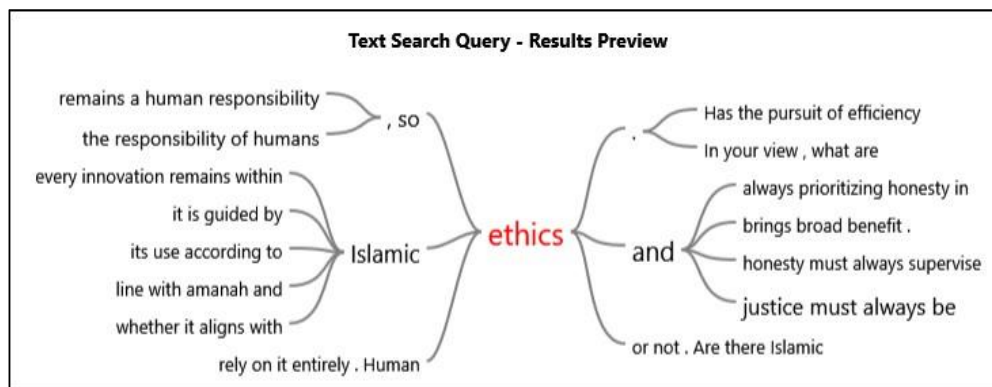 Text Search Query - Results Preview
remains a human responsibility
the responsibility of humans
, so
every innovation remains within
it is guided by
its use according to
line with amanah and
whether it aligns with
Islamic
rely on it entirely . Human
ethics
.
Has the pursuit of efficiency
In your view , what are
and
always prioritizing honesty in
brings broad benefit .
honesty must always supervise
justice must always be
or not . Are there Islamic